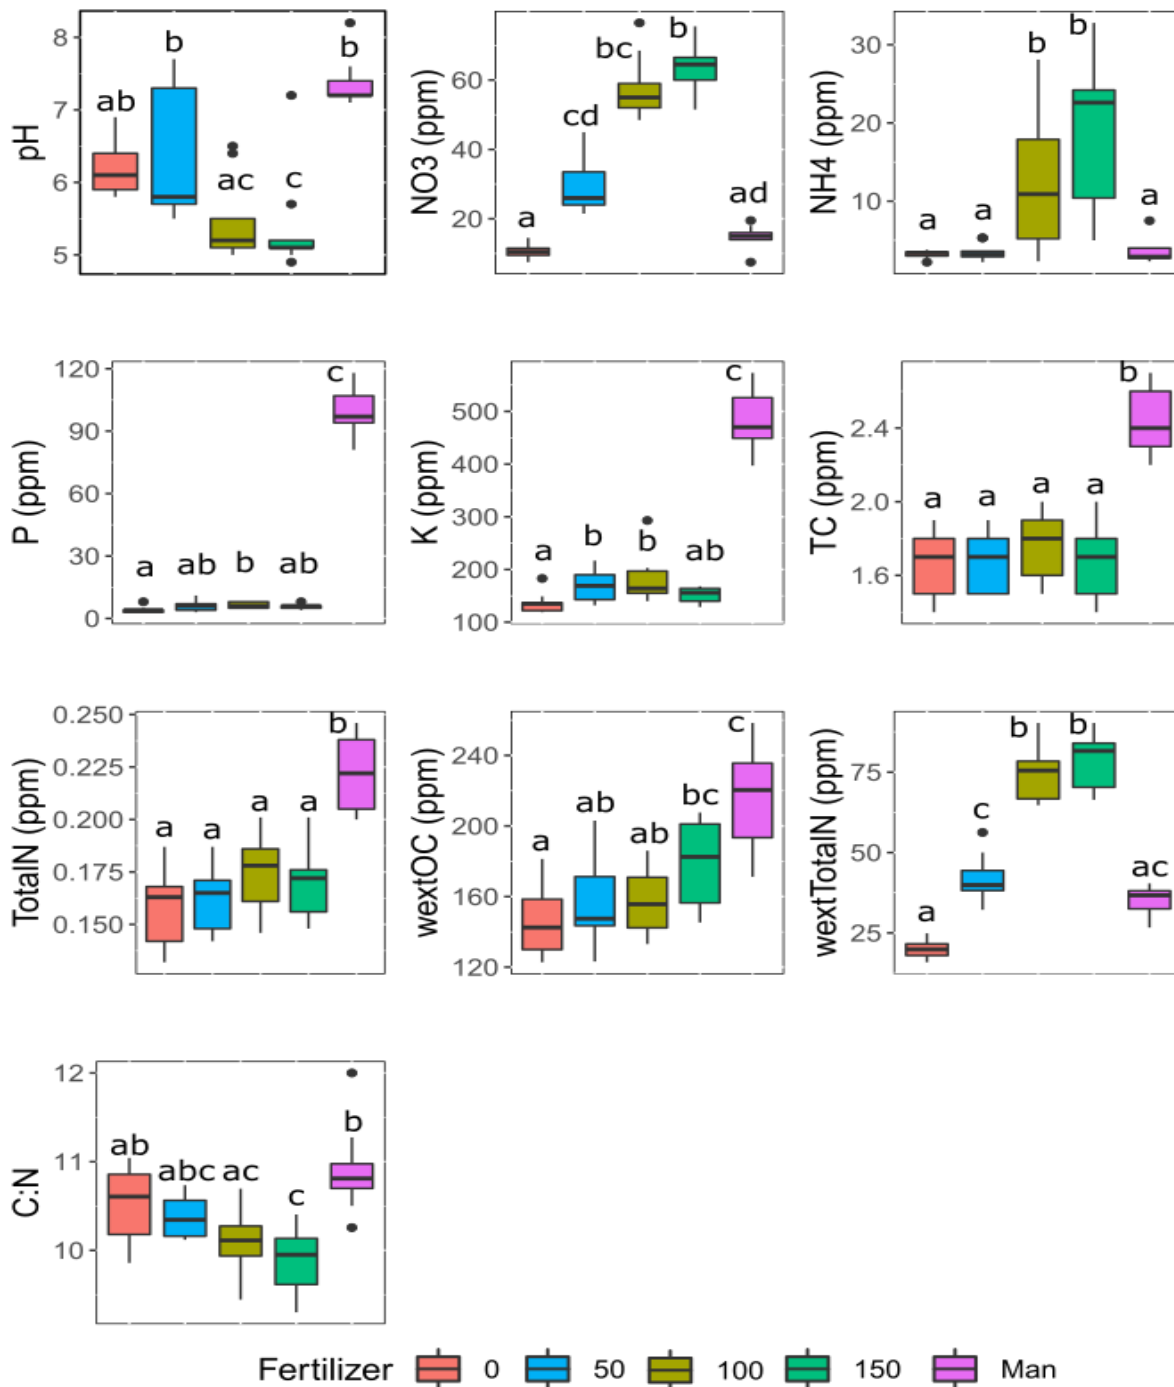 pH
8
7
6
5
ab
b
ac
c
b
NO3 (ppm)
60
40
20
a
cd
bc
b
ad
NH4 (ppm)
30
20
10
a
a
b
b
a
P (ppm)
120
90
60
30
0
a
ab
b
ab
c
K (ppm)
500
400
300
200
100
a
b
b
ab
c
TC (ppm)
2.4
2.0
1.6
a
a
a
a
b
TotalN (ppm)
0.250
0.225
0.200
0.175
0.150
a
a
a
a
b
wextOC (ppm)
240
200
160
120
a
ab
ab
bc
c
wextTotalN (ppm)
75
50
25
a
c
b
b
ac
C:N
12
11
10
ab
abc
ac
c
b
Fertilizer 0 50 100 150 Man